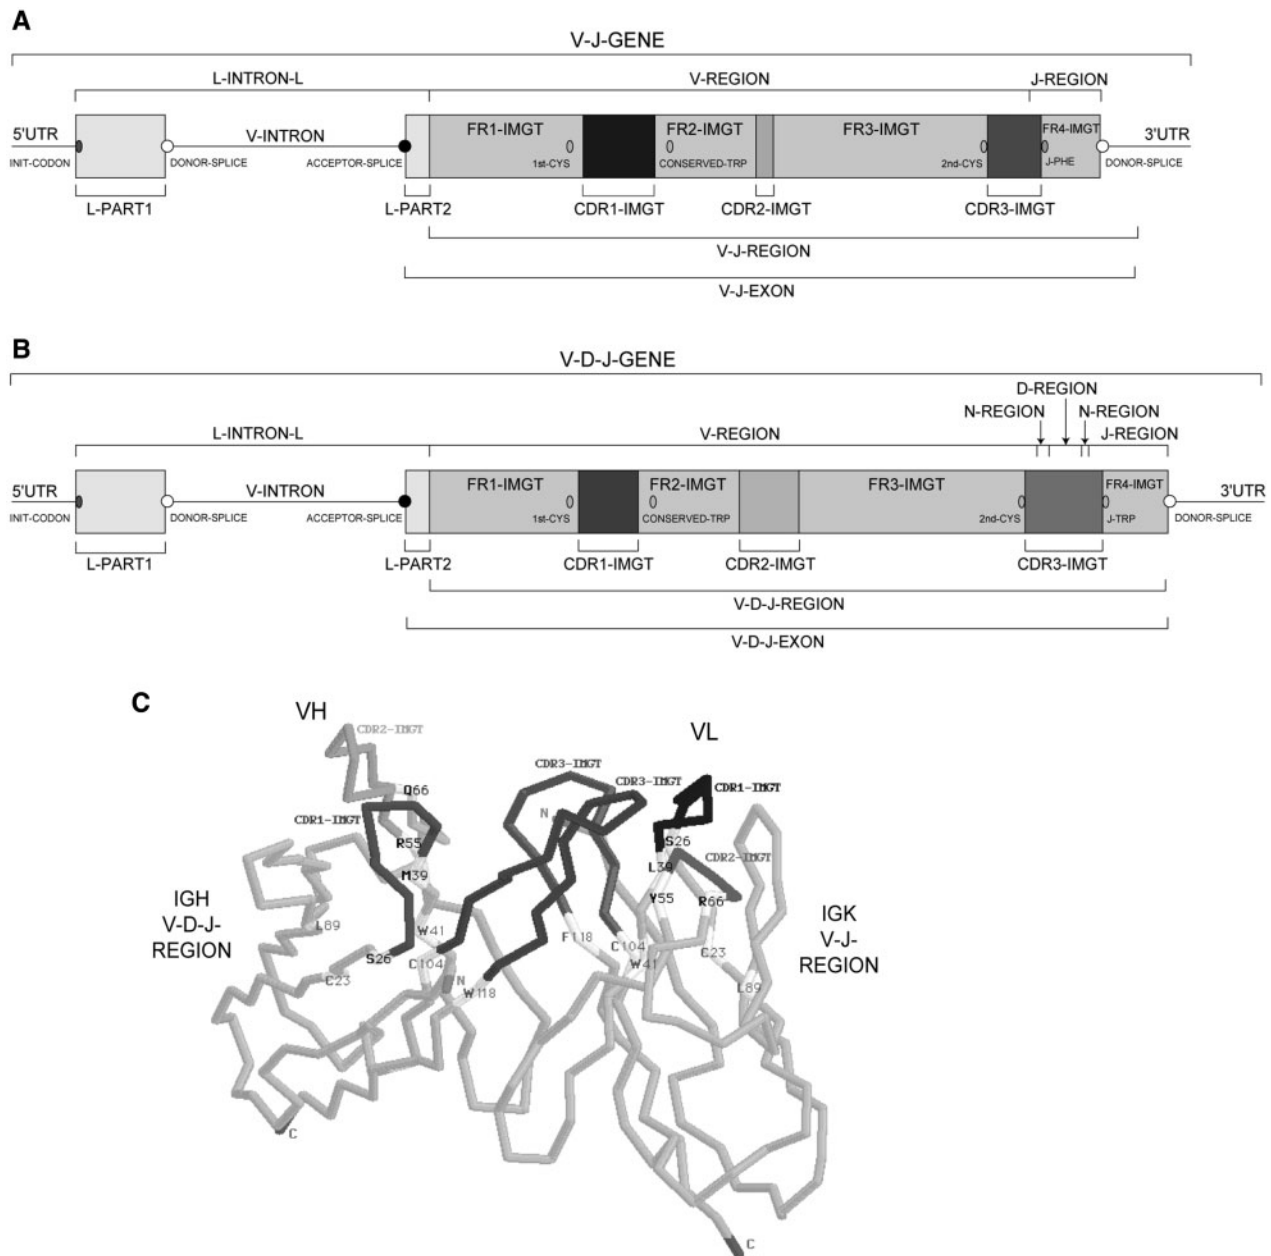 A
V-J-GENE
L-INTRON-L V-REGION J-REGION
5'UTR V-INTRON FR1-IMGT FR2-IMGT FR3-IMGT FR4-IMGT 3'UTR
INIT-CODON DONOR-SPLICE ACCEPTOR-SPLICE 1st-CYS CONSERVED-TRP 2nd-CYS J-PHE DONOR-SPLICE
L-PART1 L-PART2 CDR1-IMGT CDR2-IMGT CDR3-IMGT
V-J-REGION
V-J-EXON
B
V-D-J-GENE
D-REGION
N-REGION N-REGION
L-INTRON-L V-REGION J-REGION
5'UTR V-INTRON FR1-IMGT FR2-IMGT FR3-IMGT FR4-IMGT 3'UTR
INIT-CODON DONOR-SPLICE ACCEPTOR-SPLICE 1st-CYS CONSERVED-TRP 2nd-CYS J-TRP DONOR-SPLICE
L-PART1 L-PART2 CDR1-IMGT CDR2-IMGT CDR3-IMGT
V-D-J-REGION
V-D-J-EXON
C
VH
CDR2-IMGT
VL
CDR3-IMGT
CDR3-IMGT
CDR1-IMGT
Q66
N
CDR1-IMGT
R55
S26
CDR2-IMGT
M39
L39
IGH
V-D-J-
REGION
Y55
R66
IGK
V-J-
REGION
L89
W41
F118
C104
C23
S26
C104
W41
C23
N
W118
L89
C
C